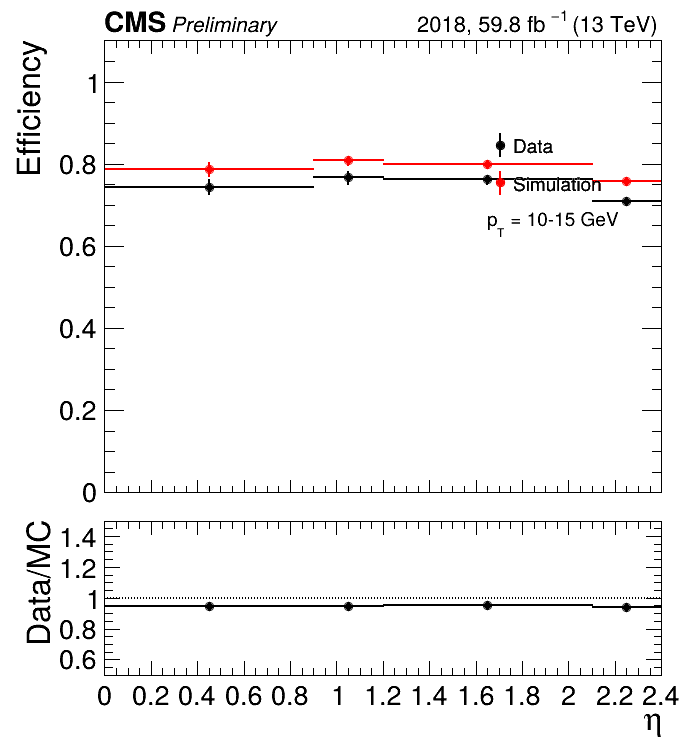 CMS Preliminary 2018, 59.8 fb⁻¹ (13 TeV)
Efficiency
1
0.8
0.6
0.4
0.2
0
Data
Simulation
p_T = 10-15 GeV
Data/MC
1.4
1.2
1
0.8
0.6
0 0.2 0.4 0.6 0.8 1 1.2 1.4 1.6 1.8 2 2.2 2.4
η